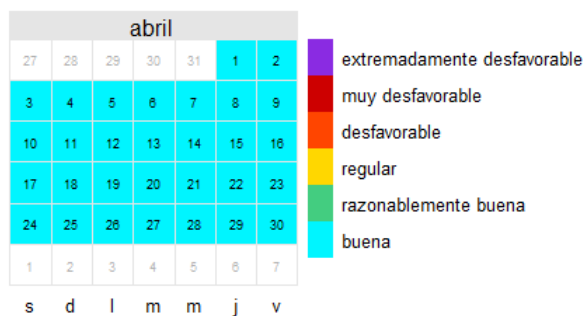 abril
27 28 29 30 31 1 2
3 4 5 6 7 8 9
10 11 12 13 14 15 16
17 18 19 20 21 22 23
24 25 26 27 28 29 30
1 2 3 4 5 6 7
s d l m m j v
extremadamente desfavorable
muy desfavorable
desfavorable
regular
razonablemente buena
buena